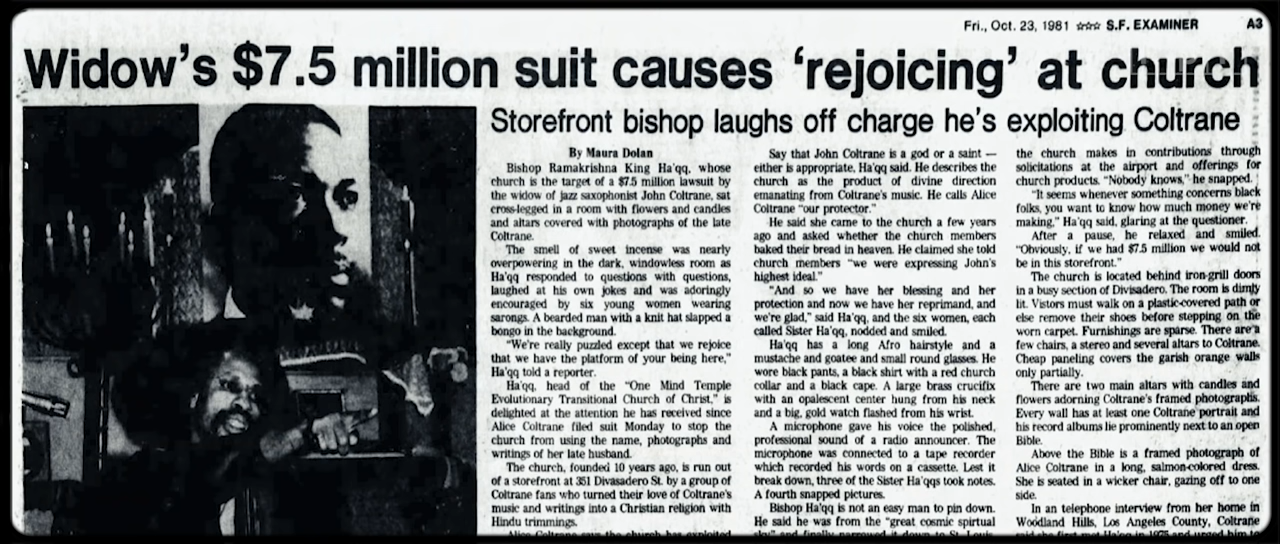 Fri., Oct. 23, 1981 ☆☆☆ S.F. EXAMINER A3
Widow's $7.5 million suit causes 'rejoicing' at church
Storefront bishop laughs off charge he's exploiting Coltrane
By Maura Dolan
Bishop Ramakrishna King Ha'qq, whose
church is the target of a $7.5 million lawsuit by
the widow of jazz saxophonist John Coltrane, sat
cross-legged in a room with flowers and candles
and altars covered with photographs of the late
Coltrane.
The smell of sweet incense was nearly
overpowering in the dark, windowless room as
Ha'qq responded to questions with questions,
laughed at his own jokes and was adoringly
encouraged by six young women wearing
sarongs. A bearded man with a knit hat slapped a
bongo in the background.
"We're really puzzled except that we rejoice
that we have the platform of your being here,"
Ha'qq told a reporter.
Ha'qq, head of the "One Mind Temple
Evolutionary Transitional Church of Christ," is
delighted at the attention he has received since
Alice Coltrane filed suit Monday to stop the
church from using the name, photographs and
writings of her late husband.
The church, founded 10 years ago, is run out
of a storefront at 351 Divasadero St. by a group of
Coltrane fans who turned their love of Coltrane's
music and writings into a Christian religion with
Hindu trimmings.
Alice Coltrane says the church has exploited
Say that John Coltrane is a god or a saint —
either is appropriate, Ha'qq said. He describes the
church as the product of divine direction
emanating from Coltrane's music. He calls Alice
Coltrane "our protector."
He said she came to the church a few years
ago and asked whether the church members
baked their bread in heaven. He claimed she told
church members "we were expressing John's
highest ideal."
"And so we have her blessing and her
protection and now we have her reprimand, and
we're glad," said Ha'qq, and the six women, each
called Sister Ha'qq, nodded and smiled.
Ha'qq has a long Afro hairstyle and a
mustache and goatee and small round glasses. He
wore black pants, a black shirt with a red church
collar and a black cape. A large brass crucifix
with an opalescent center hung from his neck
and a big, gold watch flashed from his wrist.
A microphone gave his voice the polished,
professional sound of a radio announcer. The
microphone was connected to a tape recorder
which recorded his words on a cassette. Lest it
break down, three of the Sister Ha'qqs took notes.
A fourth snapped pictures.
Bishop Ha'qq is not an easy man to pin down.
He said he was from the "great cosmic spirtual
sky" and finally narrowed it down to St. Louis,
the church makes in contributions through
solicitations at the airport and offerings for
church products. "Nobody knows," he snapped.
"It seems whenever something concerns black
folks, you want to know how much money we're
making," Ha'qq said, glaring at the questioner.
After a pause, he relaxed and smiled.
"Obviously, if we had $7.5 million we would not
be in this storefront."
The church is located behind iron-grill doors
in a busy section of Divisadero. The room is dimly
lit. Vistors must walk on a plastic-covered path or
else remove their shoes before stepping on the
worn carpet. Furnishings are sparse. There are a
few chairs, a stereo and several altars to Coltrane.
Cheap paneling covers the garish orange walls
only partially.
There are two main altars with candles and
flowers adorning Coltrane's framed photographs.
Every wall has at least one Coltrane portrait and
his record albums lie prominently next to an open
Bible.
Above the Bible is a framed photograph of
Alice Coltrane in a long, salmon-colored dress.
She is seated in a wicker chair, gazing off to one
side.
In an telephone interview from her home in
Woodland Hills, Los Angeles County, Coltrane
said she first met Ha'qq in 1975 and urged him to